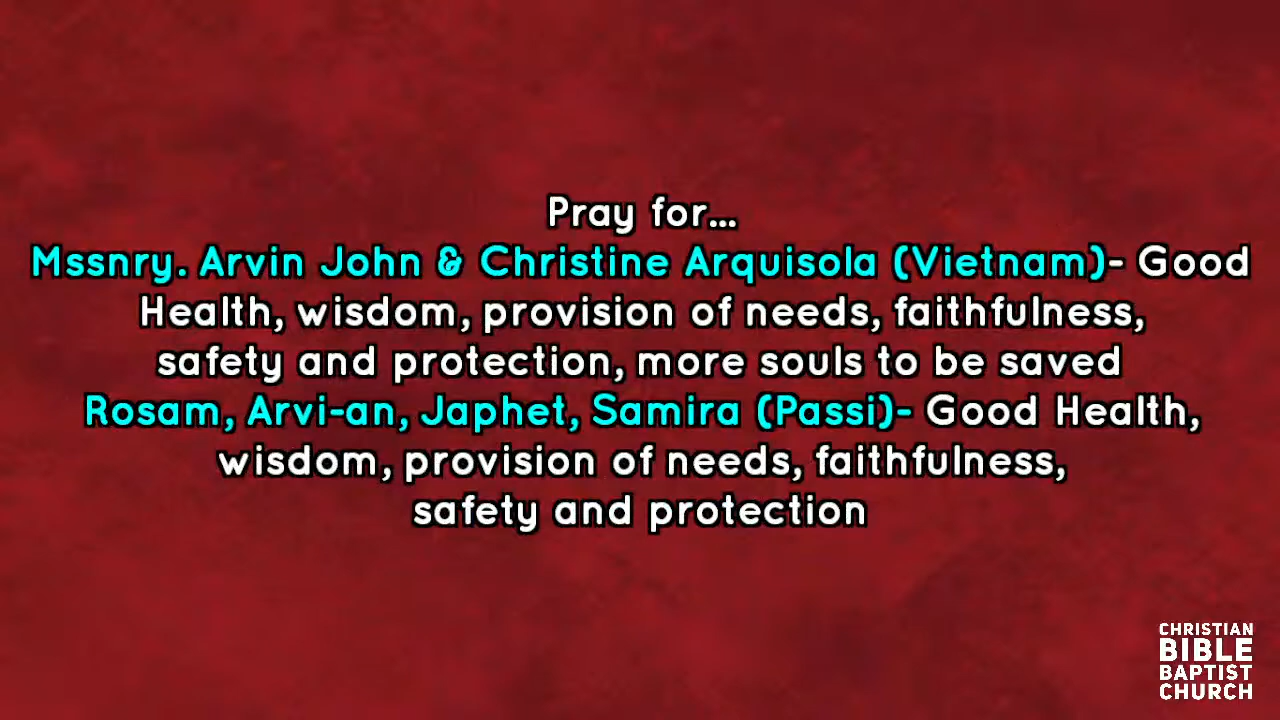 Pray for...
Mssnry. Arvin John & Christine Arquisola (Vietnam)- Good
Health, wisdom, provision of needs, faithfulness,
safety and protection, more souls to be saved
Rosam, Arvi-an, Japhet, Samira (Passi)- Good Health,
wisdom, provision of needs, faithfulness,
safety and protection
CHRISTIAN
BIBLE
BAPTIST
CHURCH